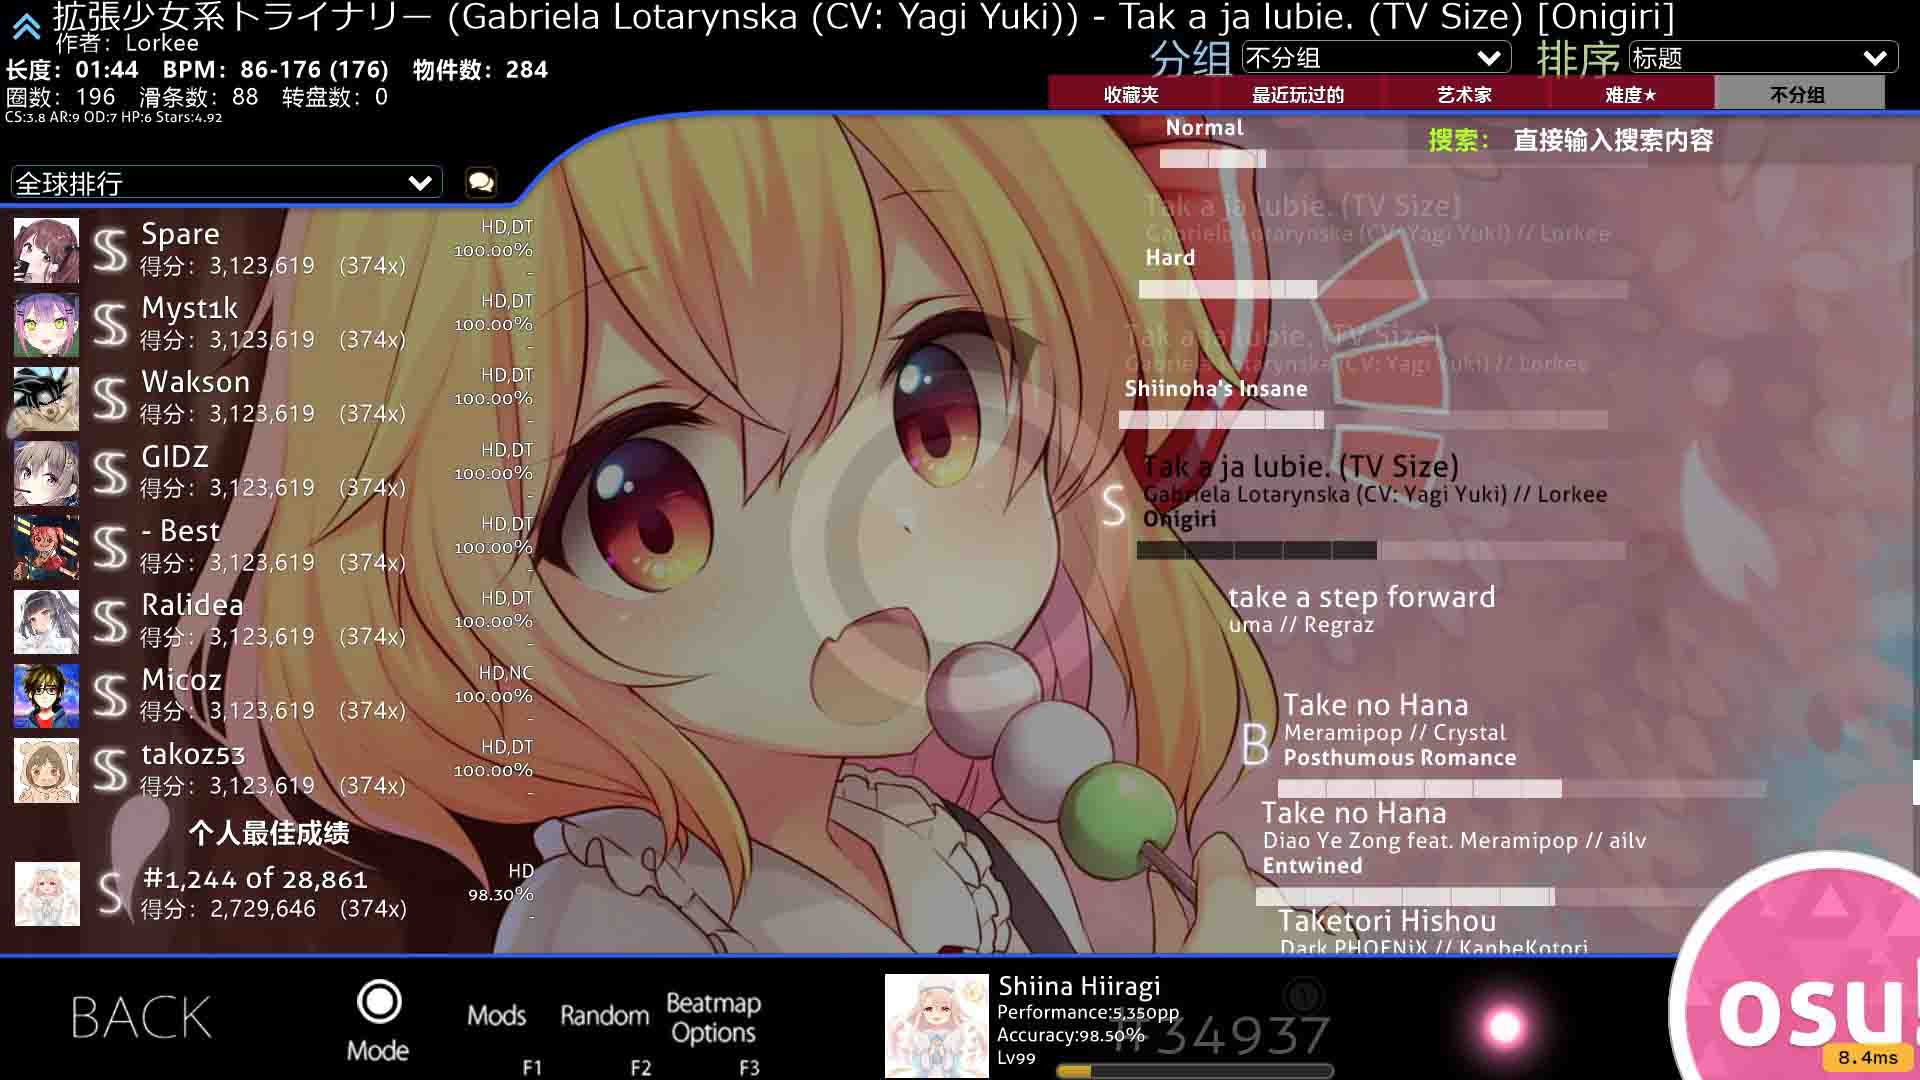 拡張少女系トライナリー (Gabriela Lotarynska (CV: Yagi Yuki)) - Tak a ja lubie. (TV Size) [Onigiri]
作者：Lorkee
长度：01:44 BPM：86-176 (176) 物件数：284
圈数：196 滑条数：88 转盘数：0
CS:3.8 AR:9 OD:7 HP:6 Stars:4.92
分组 不分组 排序 标题
收藏夹 最近玩过的 艺术家 难度★ 不分组
搜索： 直接输入搜索内容
全球排行
Spare HD,DT
得分：3,123,619 (374x) 100.00%
-
Myst1k HD,DT
得分：3,123,619 (374x) 100.00%
-
Wakson HD,DT
得分：3,123,619 (374x) 100.00%
-
GIDZ HD,DT
得分：3,123,619 (374x) 100.00%
-
- Best HD,DT
得分：3,123,619 (374x) 100.00%
-
Ralidea HD,DT
得分：3,123,619 (374x) 100.00%
-
Micoz HD,NC
得分：3,123,619 (374x) 100.00%
-
takoz53 HD,DT
得分：3,123,619 (374x) 100.00%
-
个人最佳成绩
#1,244 of 28,861 HD
得分：2,729,646 (374x) 98.30%
-
Normal
Tak a ja lubie. (TV Size)
Gabriela Lotarynska (CV: Yagi Yuki) // Lorkee
Hard
Tak a ja lubie. (TV Size)
Gabriela Lotarynska (CV: Yagi Yuki) // Lorkee
Shiinoha's Insane
Tak a ja lubie. (TV Size)
S Gabriela Lotarynska (CV: Yagi Yuki) // Lorkee
Onigiri
take a step forward
uma // Regraz
Take no Hana
B Meramipop // Crystal
Posthumous Romance
Take no Hana
Diao Ye Zong feat. Meramipop // ailv
Entwined
Taketori Hishou
Dark PHOENiX // KanbeKotori
BACK
Mode
Mods F1
Random F2
Beatmap Options F3
Shiina Hiiragi
Performance:5,350pp
Accuracy:98.50%
Lv99
#34937
osu!
8.4ms